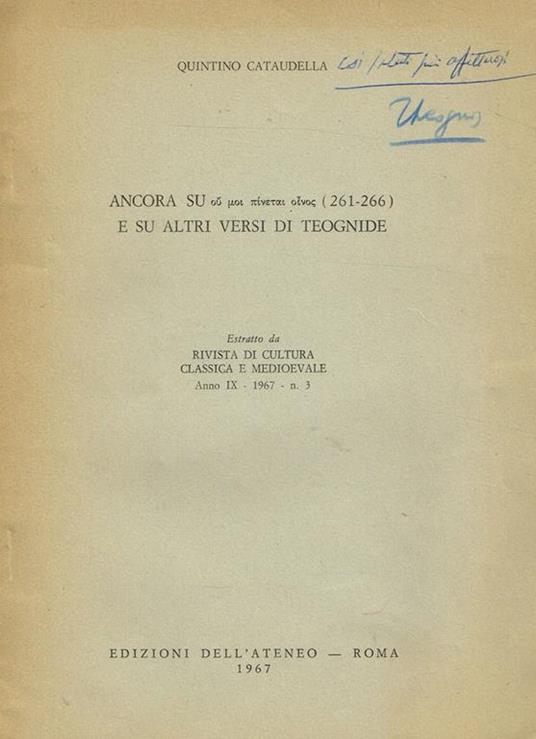 QUINTINO CATAUDELLA
ANCORA SU οὔ μοι πίνεται οἶνος (261-266)
E SU ALTRI VERSI DI TEOGNIDE
Estratto da
RIVISTA DI CULTURA
CLASSICA E MEDIOEVALE
Anno IX - 1967 - n. 3
EDIZIONI DELL'ATENEO — ROMA
1967